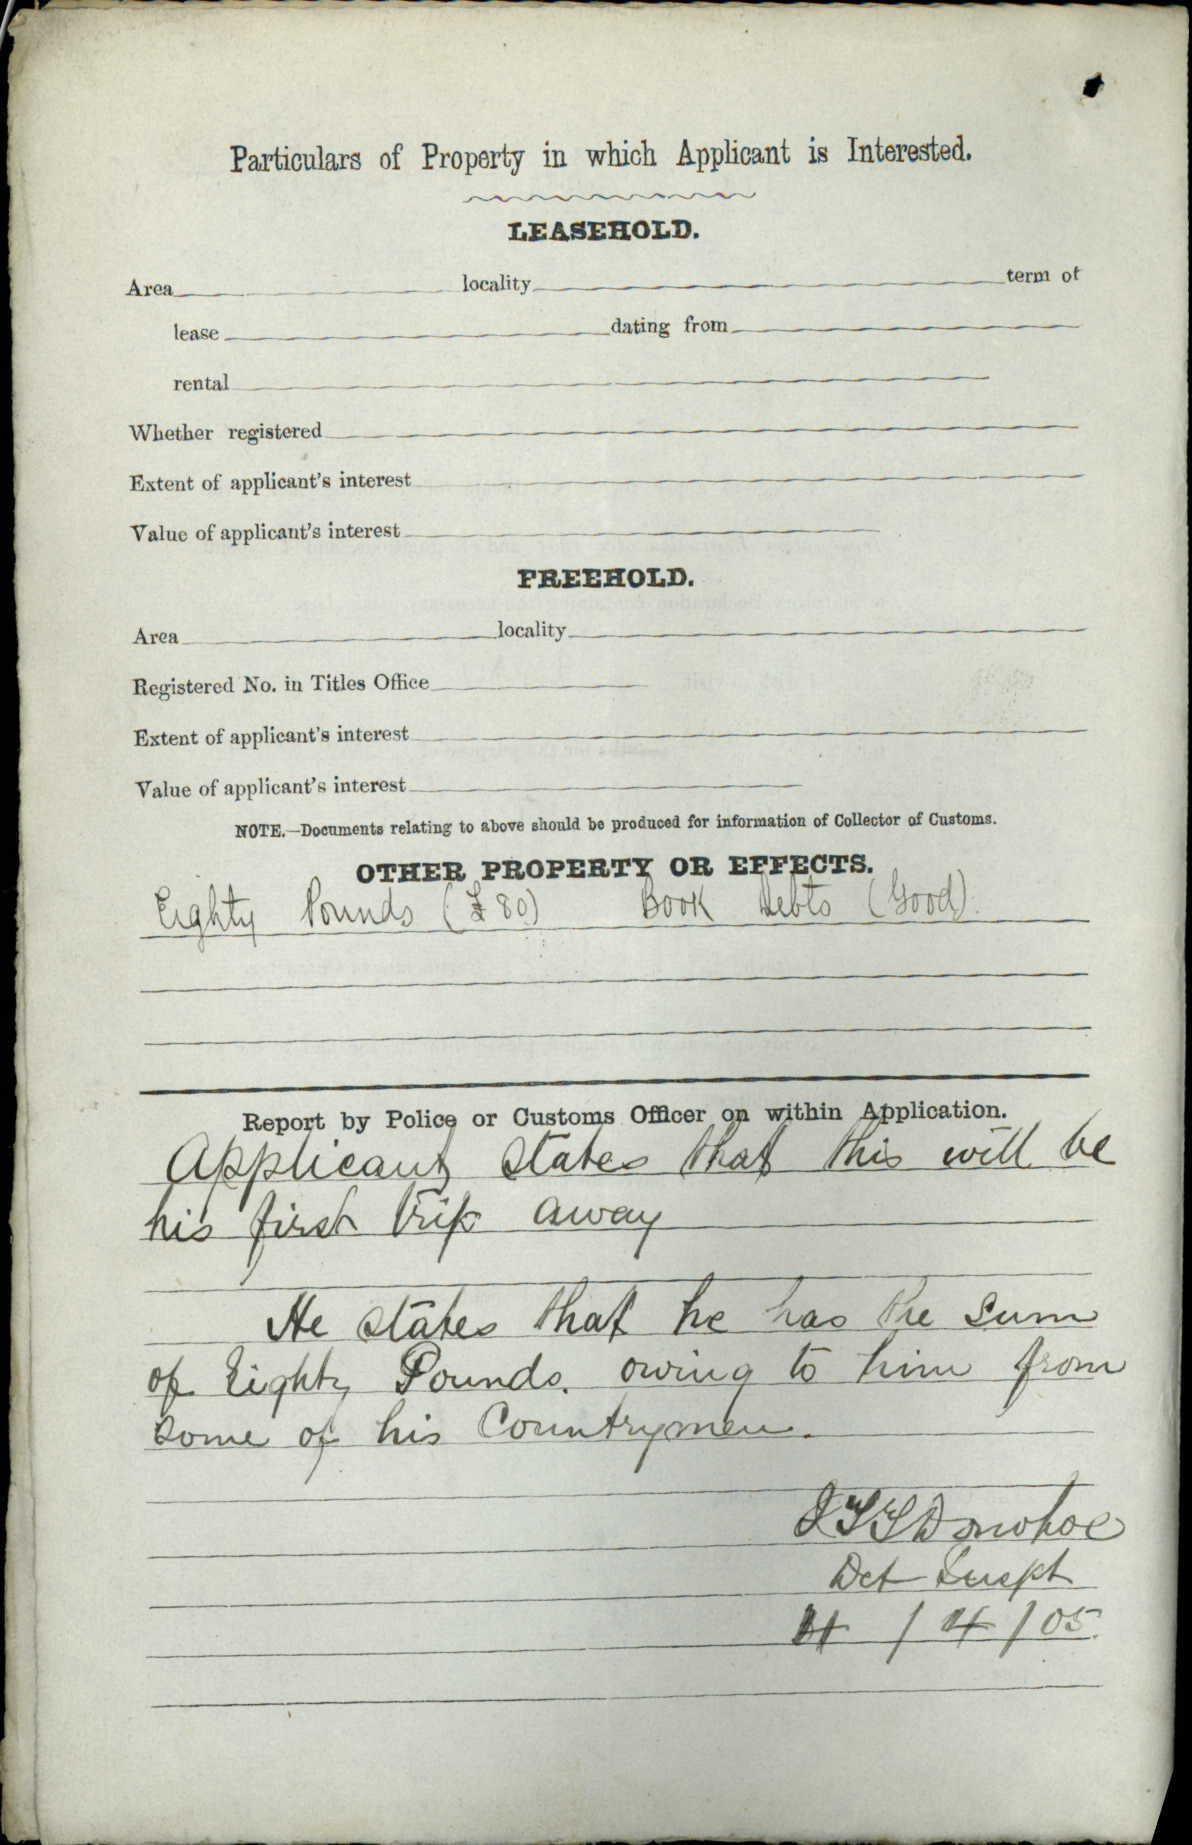 Particulars of Property in which Applicant is Interested.
LEASEHOLD.
Area locality term of
lease dating from
rental
Whether registered
Extent of applicant's interest
Value of applicant's interest
FREEHOLD.
Area locality
Registered No. in Titles Office
Extent of applicant's interest
Value of applicant's interest
NOTE.—Documents relating to above should be produced for information of Collector of Customs.
OTHER PROPERTY OR EFFECTS.
Eighty Pounds (£80) Book Debts (Good)
Report by Police or Customs Officer on within Application.
Applicant states that this will be
his first trip away
He states that he has the sum
of Eighty Pounds. owing to him from
some of his Countrymen.
Donohoe
Det Inspt
4/4/05